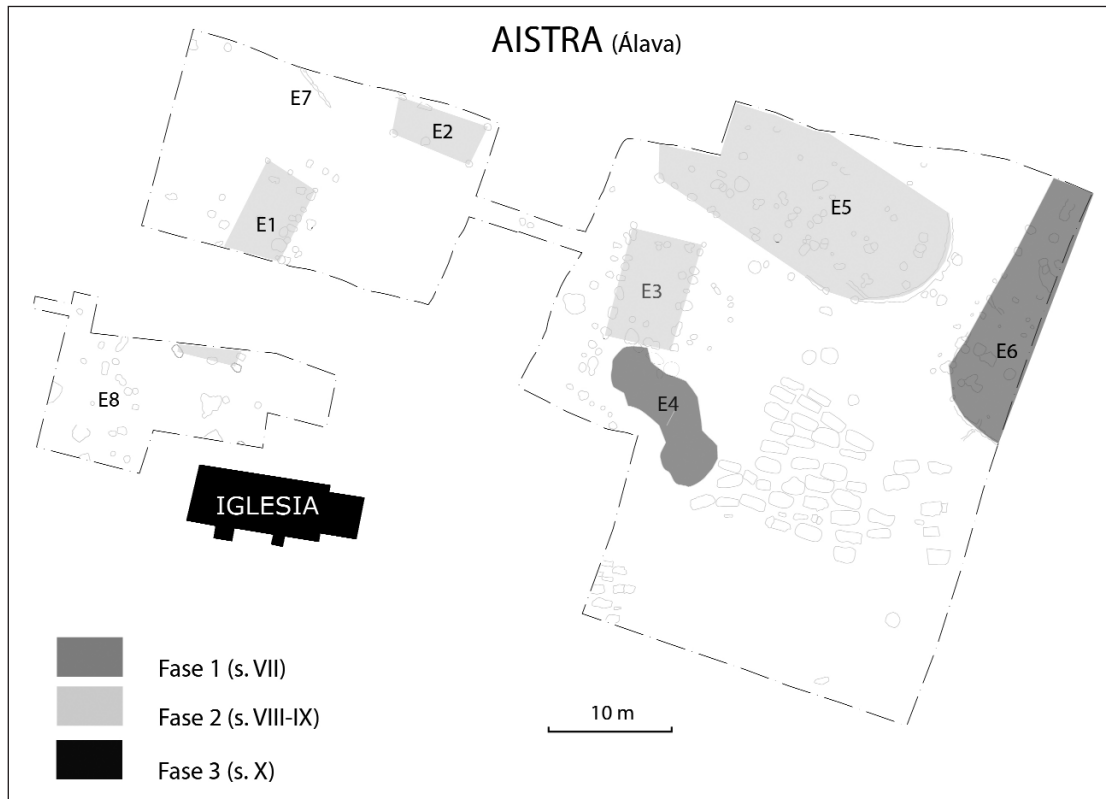 AISTRA (Álava)
E7
E2
E1
E5
E3
E6
E4
E8
IGLESIA
Fase 1 (s. VII)
Fase 2 (s. VIII-IX)
Fase 3 (s. X)
10 m